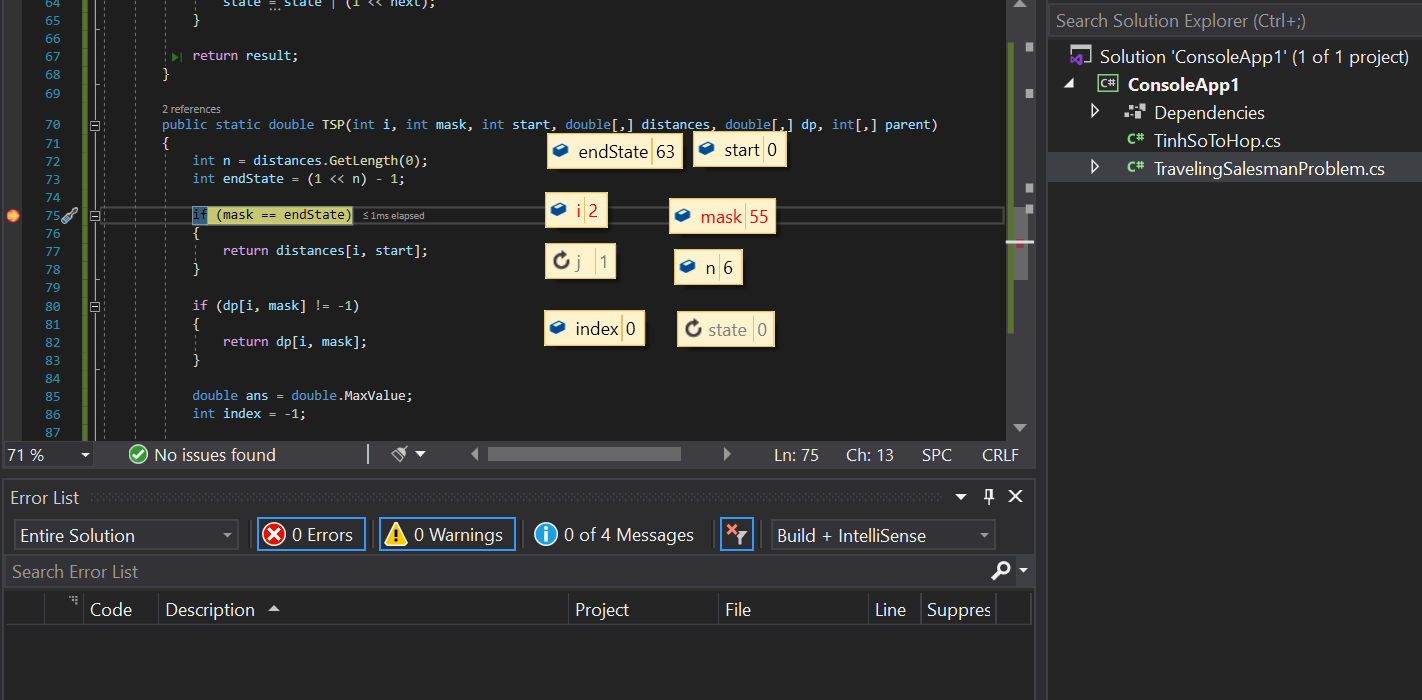 64 state = state | (1 << next);
65 }
66
67 return result;
68 }
69
2 references
70 public static double TSP(int i, int mask, int start, double[,] distances, double[,] dp, int[,] parent)
71 {
72 int n = distances.GetLength(0);
73 int endState = (1 << n) - 1;
74
75 if (mask == endState) ≤ 1ms elapsed
76 {
77 return distances[i, start];
78 }
79
80 if (dp[i, mask] != -1)
81 {
82 return dp[i, mask];
83 }
84
85 double ans = double.MaxValue;
86 int index = -1;
87
endState 63
start 0
i 2
mask 55
j 1
n 6
index 0
state 0
71 % No issues found Ln: 75 Ch: 13 SPC CRLF
Error List
Entire Solution 0 Errors 0 Warnings 0 of 4 Messages Build + IntelliSense
Search Error List
Code Description Project File Line Suppres
Search Solution Explorer (Ctrl+;)
Solution 'ConsoleApp1' (1 of 1 project)
C# ConsoleApp1
Dependencies
C# TinhSoToHop.cs
C# TravelingSalesmanProblem.cs